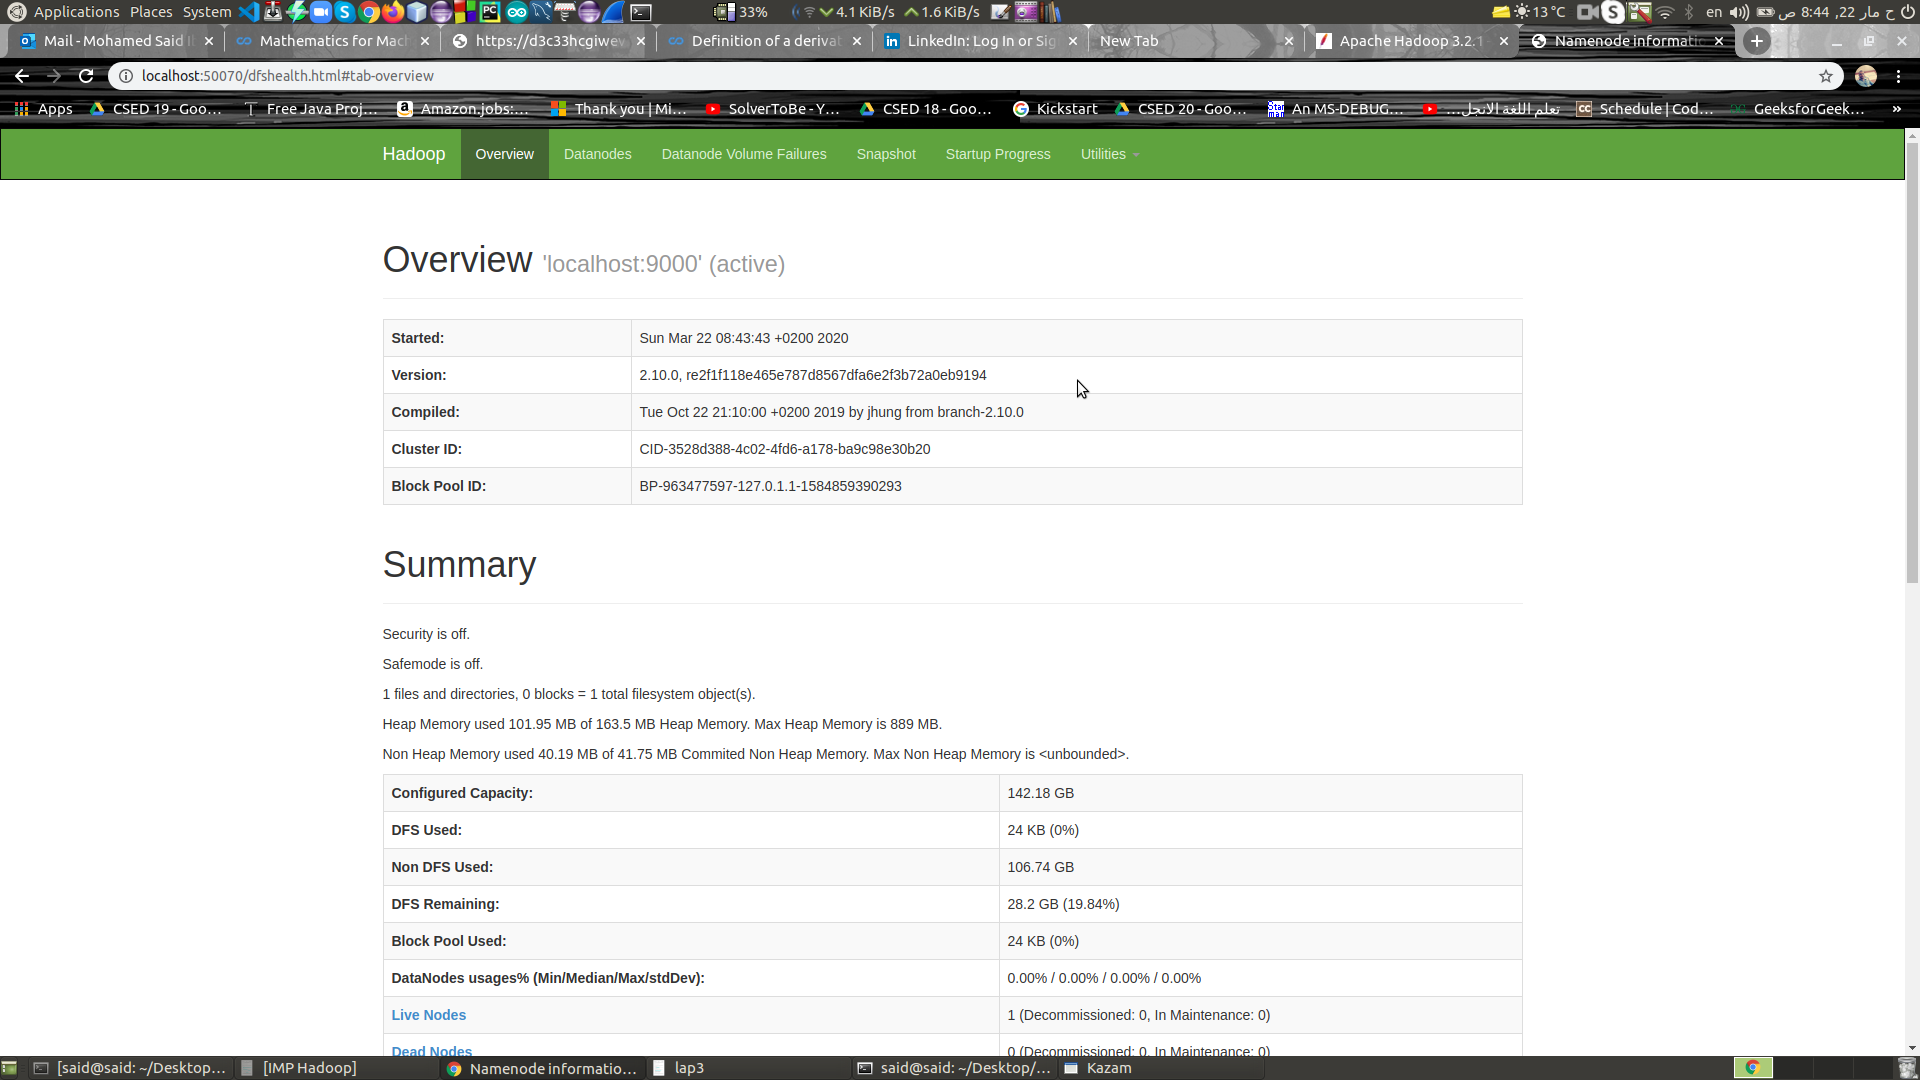 Applications Places System 33% 4.1 KiB/s 1.6 KiB/s 13 °C en ح مار 22, 8:44 ص
Mail - Mohamed Said I Mathematics for Mac https://d3c33hcgiwev Definition of a derivat LinkedIn: Log In or Sig New Tab Apache Hadoop 3.2.1 Namenode informatic
localhost:50070/dfshealth.html#tab-overview
Apps CSED 19 - Goo... Free Java Proj... Amazon.jobs:... Thank you | Mi... SolverToBe - Y... CSED 18 - Goo... Kickstart CSED 20 - Goo... An MS-DEBUG... تعلم اللغة الانجل... Schedule | Cod... GeeksforGeek... »
Hadoop Overview Datanodes Datanode Volume Failures Snapshot Startup Progress Utilities
Overview 'localhost:9000' (active)
Started: Sun Mar 22 08:43:43 +0200 2020
Version: 2.10.0, re2f1f118e465e787d8567dfa6e2f3b72a0eb9194
Compiled: Tue Oct 22 21:10:00 +0200 2019 by jhung from branch-2.10.0
Cluster ID: CID-3528d388-4c02-4fd6-a178-ba9c98e30b20
Block Pool ID: BP-963477597-127.0.1.1-1584859390293
Summary
Security is off.
Safemode is off.
1 files and directories, 0 blocks = 1 total filesystem object(s).
Heap Memory used 101.95 MB of 163.5 MB Heap Memory. Max Heap Memory is 889 MB.
Non Heap Memory used 40.19 MB of 41.75 MB Commited Non Heap Memory. Max Non Heap Memory is <unbounded>.
Configured Capacity: 142.18 GB
DFS Used: 24 KB (0%)
Non DFS Used: 106.74 GB
DFS Remaining: 28.2 GB (19.84%)
Block Pool Used: 24 KB (0%)
DataNodes usages% (Min/Median/Max/stdDev): 0.00% / 0.00% / 0.00% / 0.00%
Live Nodes 1 (Decommissioned: 0, In Maintenance: 0)
Dead Nodes 0 (Decommissioned: 0, In Maintenance: 0)
[said@said: ~/Desktop... [IMP Hadoop] Namenode informatio... lap3 said@said: ~/Desktop/... Kazam